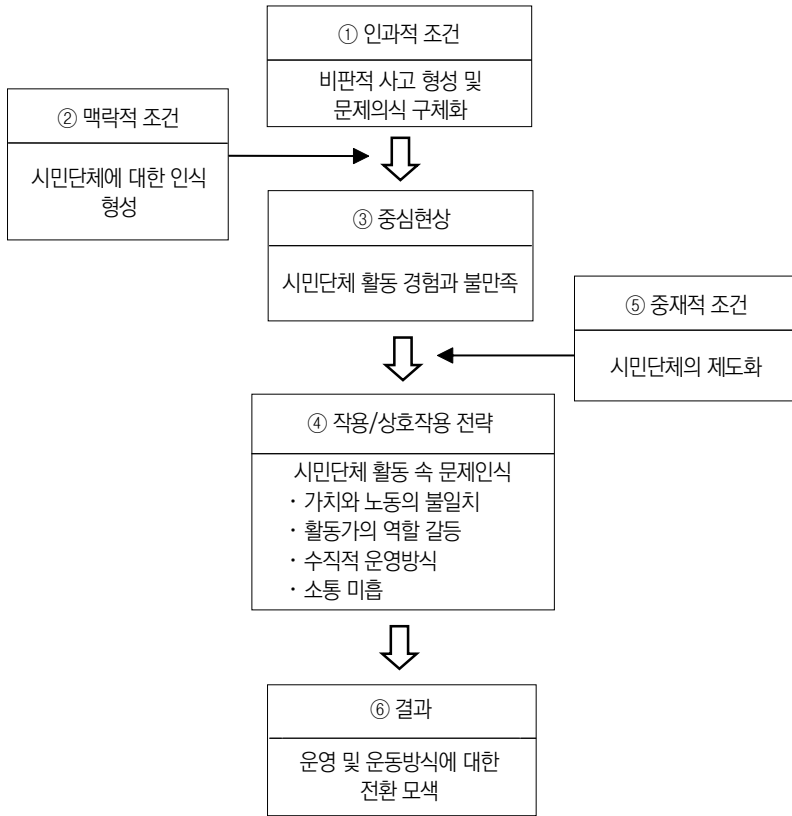 ① 인과적 조건
비판적 사고 형성 및
문제의식 구체화
② 맥락적 조건
시민단체에 대한 인식
형성
③ 중심현상
시민단체 활동 경험과 불만족
⑤ 중재적 조건
시민단체의 제도화
④ 작용/상호작용 전략
시민단체 활동 속 문제인식
· 가치와 노동의 불일치
· 활동가의 역할 갈등
· 수직적 운영방식
· 소통 미흡
⑥ 결과
운영 및 운동방식에 대한
전환 모색